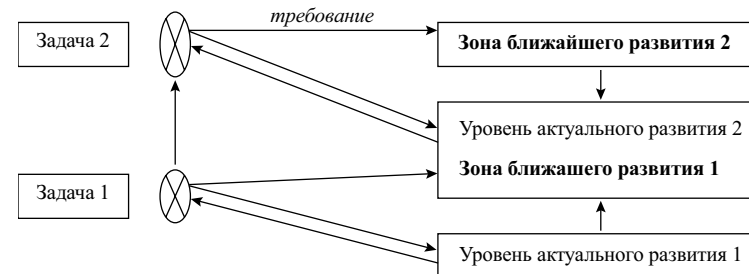 требование
Задача 2
Зона ближайшего развития 2
Уровень актуального развития 2
Зона ближашего развития 1
Задача 1
Уровень актуального развития 1